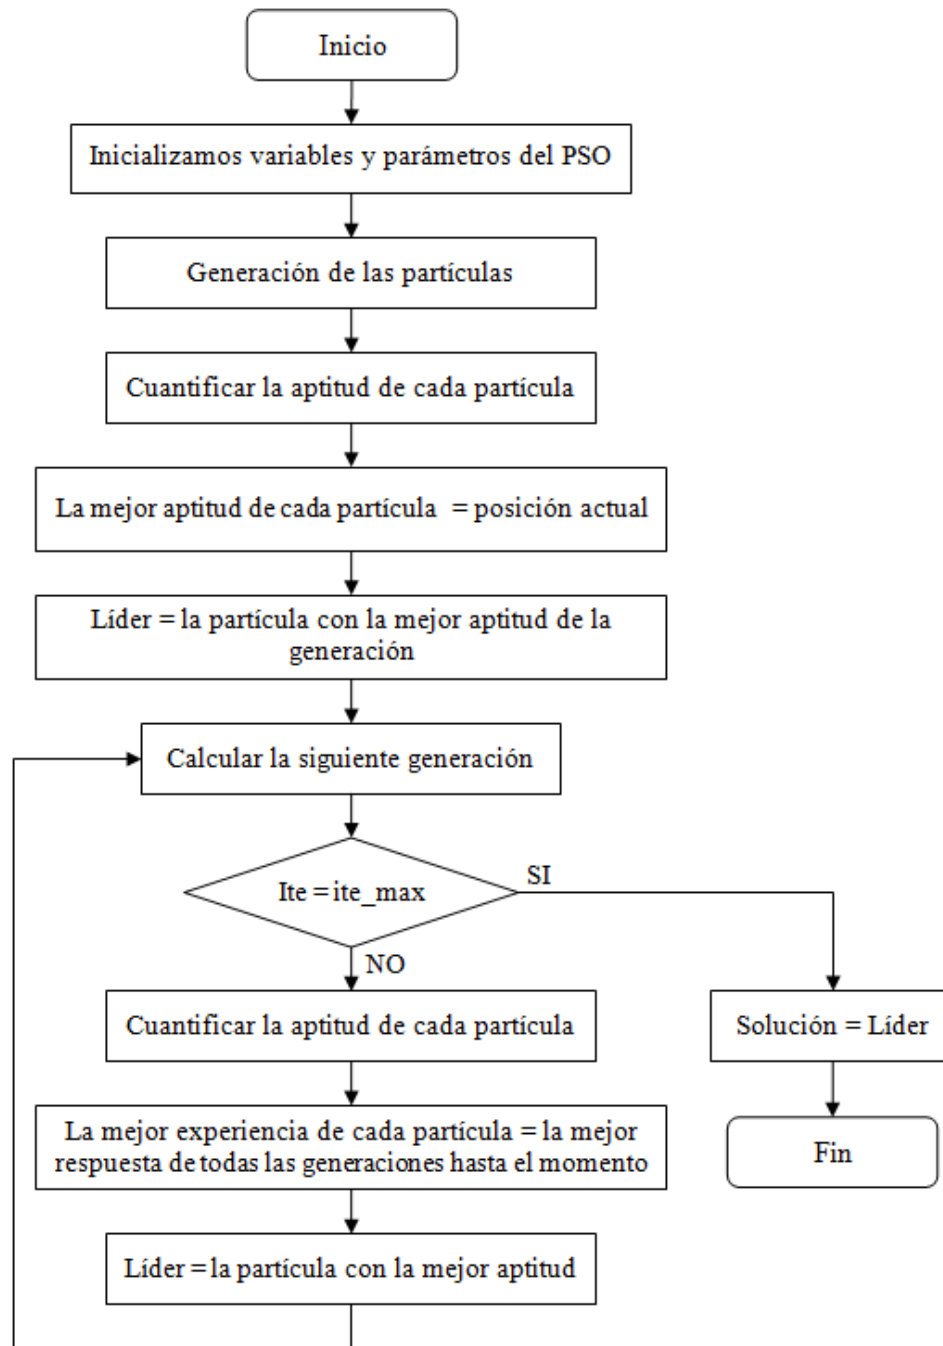 Inicio
Inicializamos variables y parámetros del PSO
Generación de las partículas
Cuantificar la aptitud de cada partícula
La mejor aptitud de cada partícula = posición actual
Líder = la partícula con la mejor aptitud de la
generación
Calcular la siguiente generación
Ite = ite_max
SI
NO
Cuantificar la aptitud de cada partícula
Solución = Líder
La mejor experiencia de cada partícula = la mejor
respuesta de todas las generaciones hasta el momento
Fin
Líder = la partícula con la mejor aptitud